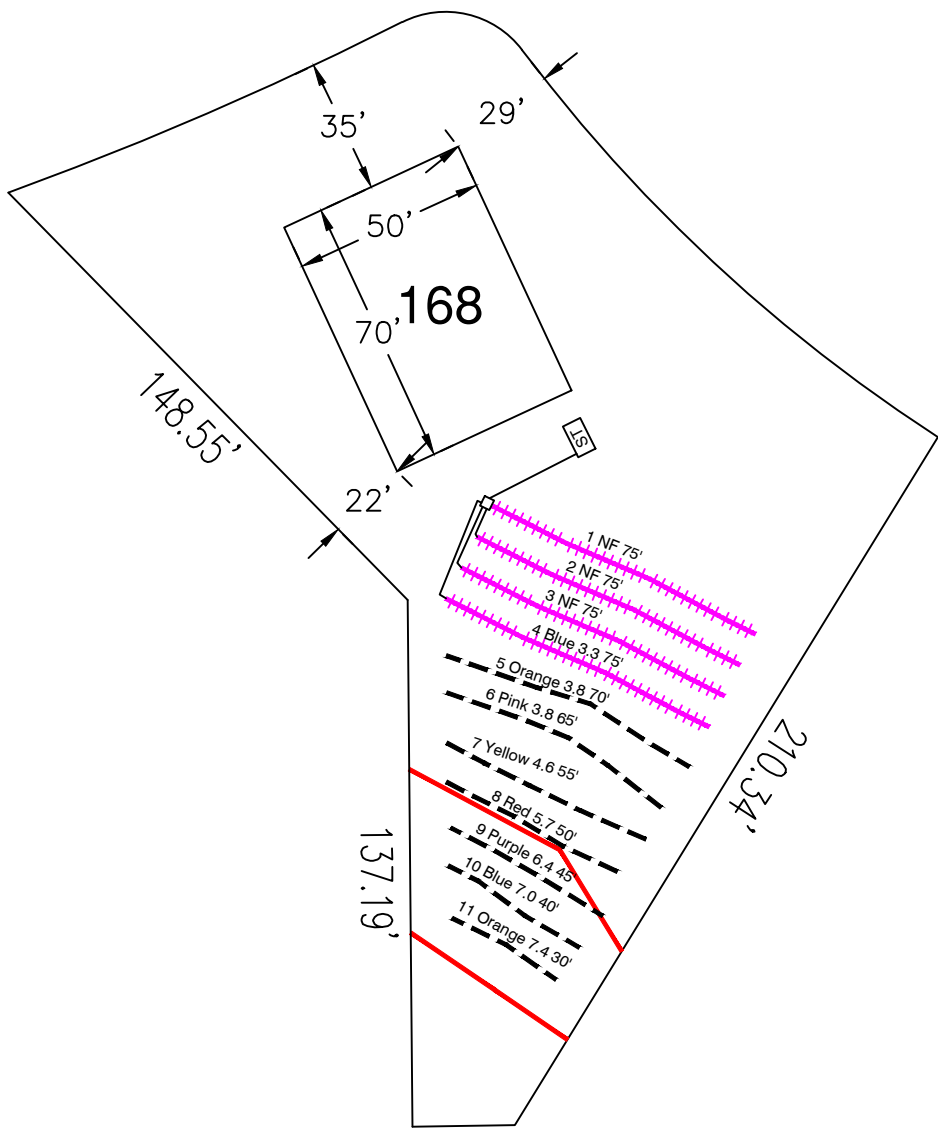 29'
35'
50'
168
70'
148.55'
ST
22'
1 NF 75'
2 NF 75'
3 NF 75'
4 Blue 3.3 75'
5 Orange 3.8 70'
6 Pink 3.8 65'
7 Yellow 4.6 55'
210.34'
8 Red 5.7 50'
9 Purple 6.4 45'
137.19'
10 Blue 7.0 40'
11 Orange 7.4 30'